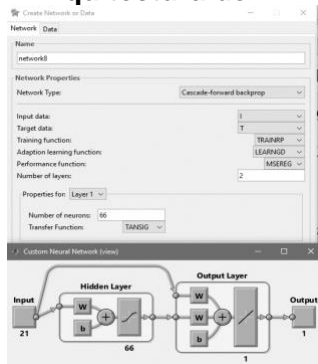 Create Network or Data
Network Data
Name
network8
Network Properties
Network Type: Cascade-forward backprop
Input data: I
Target data: T
Training function: TRAINRP
Adaption learning function: LEARNGD
Performance function: MSEREG
Number of layers: 2
Properties for: Layer 1
Number of neurons: 66
Transfer Function: TANSIG
Custom Neural Network (view)
Hidden Layer
Output Layer
Input
Output
W
W
W
b
b
21
66
1
1